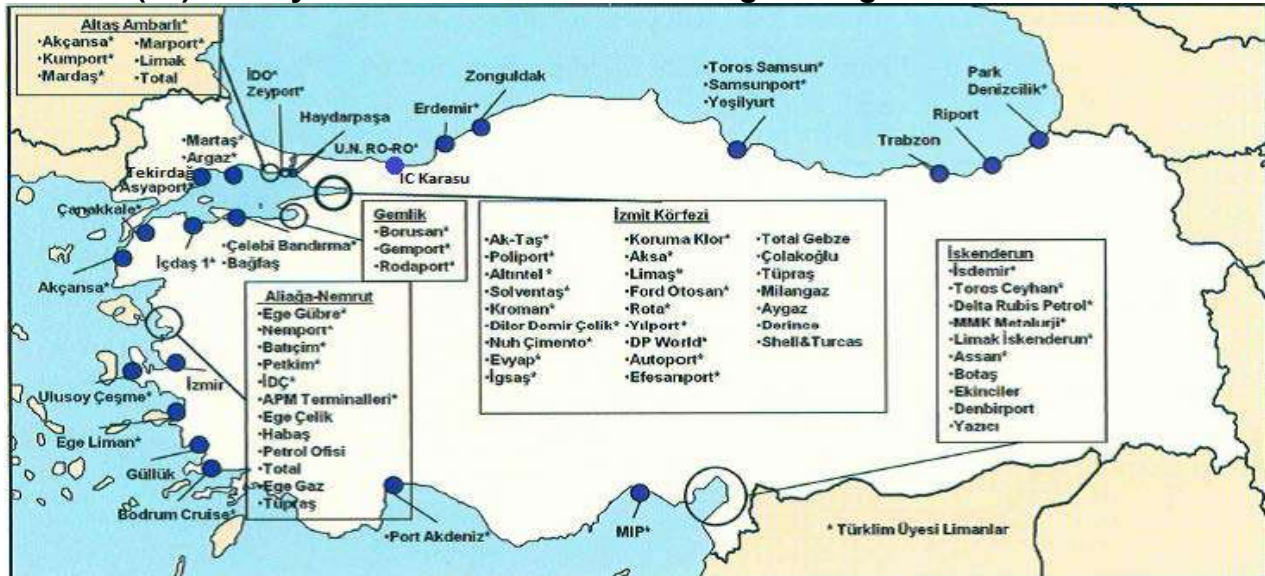 Altaş Ambarlı*
•Akçansa* •Marport*
•Kumport* •Limak
•Mardaş* •Total
İDO*
Zeyport*
Haydarpaşa
U.N. RO-RO*
İC Karasu
Erdemir*
Zonguldak
•Toros Samsun*
•Samsunport*
•Yeşilyurt
Trabzon
Riport
Park
Denizcilik*
•Martaş*
•Argaz*
Tekirdağ
Asyaport*
Çanakkale*
Akçansa*
İçdaş 1*
•Çelebi Bandırma*
•Bağfaş
Gemlik
•Borusan*
•Gemport*
•Rodaport*
İzmit Körfezi
•Ak-Taş* •Koruma Klor* •Total Gebze
•Poliport* •Aksa* •Çolakoğlu
•Altıntel* •Limaş* •Tüpraş
•Solventaş* •Ford Otosan* •Milangaz
•Kroman* •Rota* •Aygaz
•Diler Demir Çelik* •Yılport* •Derince
•Nuh Çimento* •DP World* •Shell&Turcas
•Evyap* •Autoport*
•İgsaş* •Efesanport*
İskenderun
•İsdemir*
•Toros Ceyhan*
•Delta Rubis Petrol*
•MMK Metalurji*
•Limak İskenderun*
•Assan*
•Botaş
•Ekinciler
•Denbirport
•Yazıcı
Aliağa-Nemrut
•Ege Gübre*
•Nemport*
•Batıçim*
•Petkim*
•İDÇ*
•APM Terminalleri*
•Ege Çelik
•Habaş
•Petrol Ofisi
•Total
•Ege Gaz
•Tüpraş
İzmir
Ulusoy Çeşme*
Ege Liman*
Güllük
Bodrum Cruise*
•Port Akdeniz*
MIP*
* Türklim Üyesi Limanlar